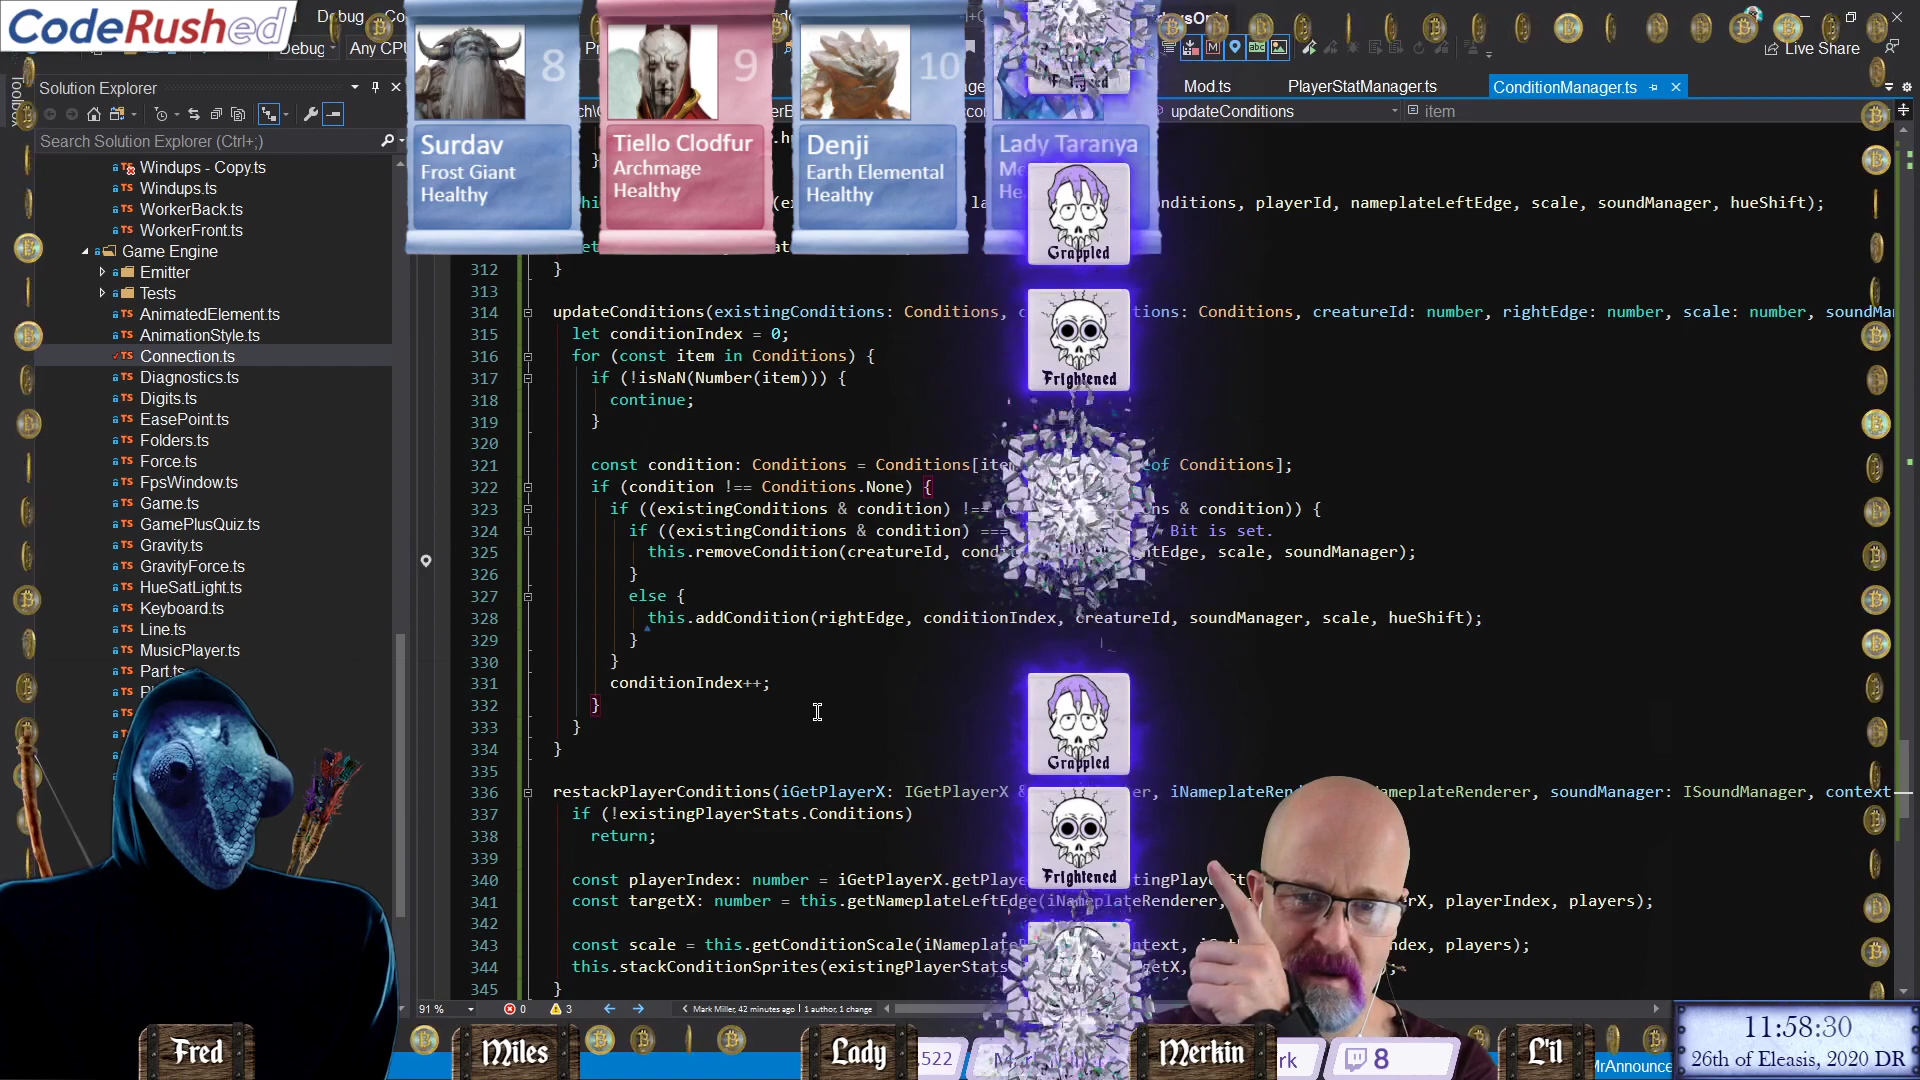 CodeRushed
Debug
Debug
Any CPU
Live Share
Solution Explorer
Search Solution Explorer (Ctrl+;)
Toolbox
Windups - Copy.ts
Windups.ts
WorkerBack.ts
WorkerFront.ts
Game Engine
Emitter
Tests
AnimatedElement.ts
AnimationStyle.ts
Connection.ts
Diagnostics.ts
Digits.ts
EasePoint.ts
Folders.ts
Force.ts
FpsWindow.ts
Game.ts
GamePlusQuiz.ts
Gravity.ts
GravityForce.ts
HueSatLight.ts
Keyboard.ts
Line.ts
MusicPlayer.ts
Part.ts
8
Surdav
Frost Giant
Healthy
9
Tiello Clodfur
Archmage
Healthy
10
Denji
Earth Elemental
Healthy
Lady Taranya
Grappled
Frightened
Grappled
Frightened
Mod.ts
PlayerStatManager.ts
ConditionManager.ts
updateConditions
item
onditions, playerId, nameplateLeftEdge, scale, soundManager, hueShift);
312 }
313
314 updateConditions(existingConditions: Conditions, tions: Conditions, creatureId: number, rightEdge: number, scale: number, soundMa
315 let conditionIndex = 0;
316 for (const item in Conditions) {
317 if (!isNaN(Number(item))) {
318 continue;
319 }
320
321 const condition: Conditions = Conditions[ite of Conditions];
322 if (condition !== Conditions.None) {
323 if ((existingConditions & condition) !== s & condition)) {
324 if ((existingConditions & condition) === / Bit is set.
325 this.removeCondition(creatureId, cond ghtEdge, scale, soundManager);
326 }
327 else {
328 this.addCondition(rightEdge, conditionIndex, creatureId, soundManager, scale, hueShift);
329 }
330 }
331 conditionIndex++;
332 }
333 }
334 }
335
336 restackPlayerConditions(iGetPlayerX: IGetPlayerX & er, iNameplateRen ameplateRenderer, soundManager: ISoundManager, context
337 if (!existingPlayerStats.Conditions)
338 return;
339
340 const playerIndex: number = iGetPlayerX.getPlaye tingPlayerSt
341 const targetX: number = this.getNameplateLeftEdge(iNameplateRenderer, rX, playerIndex, players);
342
343 const scale = this.getConditionScale(iNameplate ntext, ndex, players);
344 this.stackConditionSprites(existingPlayerStats getX,
345 }
91 %
0
3
Mark Miller, 42 minutes ago | 1 author, 1 change
Fred
Miles
Lady
.522
Merkin
rk
8
L'il
MrAnnounce
11:58:30
26th of Eleasis, 2020 DR